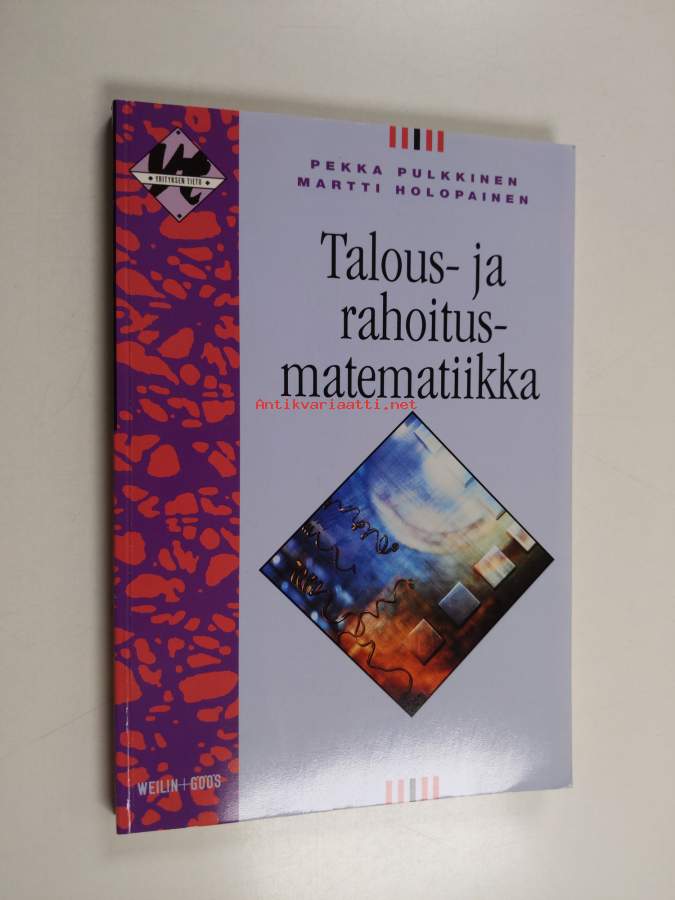 YRITYKSEN TIETO
PEKKA PULKKINEN
MARTTI HOLOPAINEN
Talous- ja
rahoitus-
matematiikka
Antikvariaatti.net
WEILIN+GÖÖS